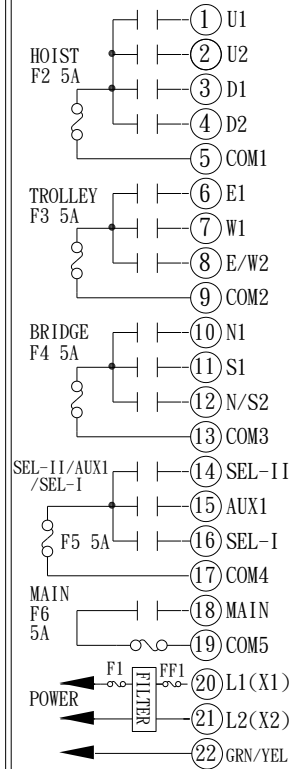 1 U1
HOIST
F2 5A
2 U2
3 D1
4 D2
5 COM1
TROLLEY
F3 5A
6 E1
7 W1
8 E/W2
9 COM2
BRIDGE
F4 5A
10 N1
11 S1
12 N/S2
13 COM3
SEL-II/AUX1
/SEL-I
14 SEL-II
15 AUX1
F5 5A
16 SEL-I
17 COM4
MAIN
F6
5A
18 MAIN
19 COM5
POWER
F1
FILTER
FF1
20 L1(X1)
21 L2(X2)
22 GRN/YEL